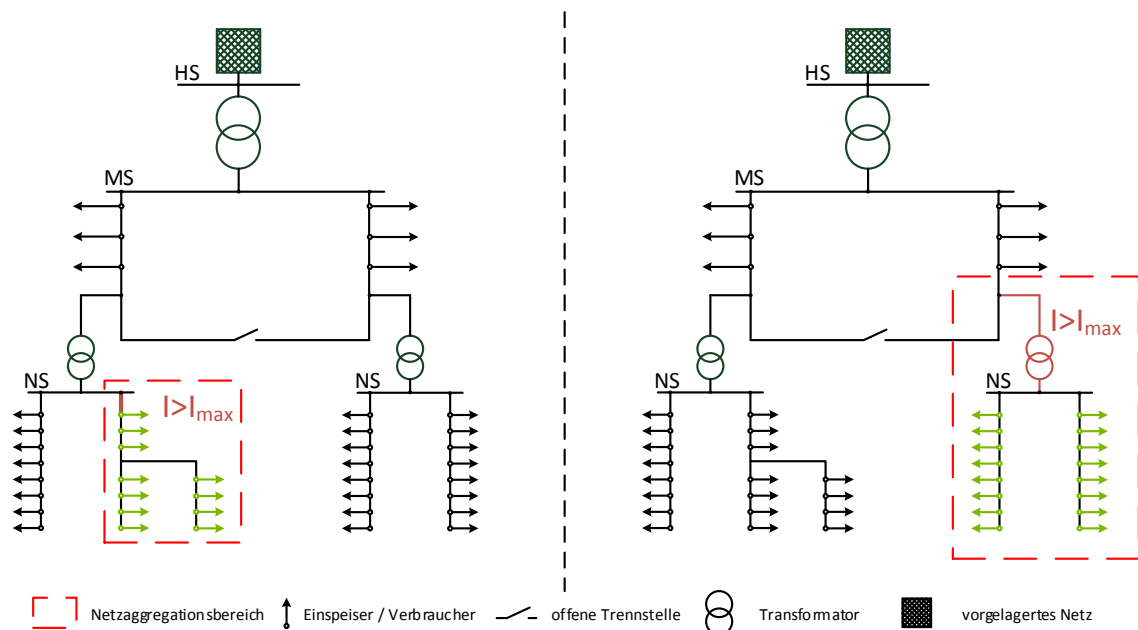 HS
MS
NS
I>Imax
NS
HS
MS
I>Imax
NS
NS
Netzaggregationsbereich
Einspeiser / Verbraucher
offene Trennstelle
Transformator
vorgelagertes Netz